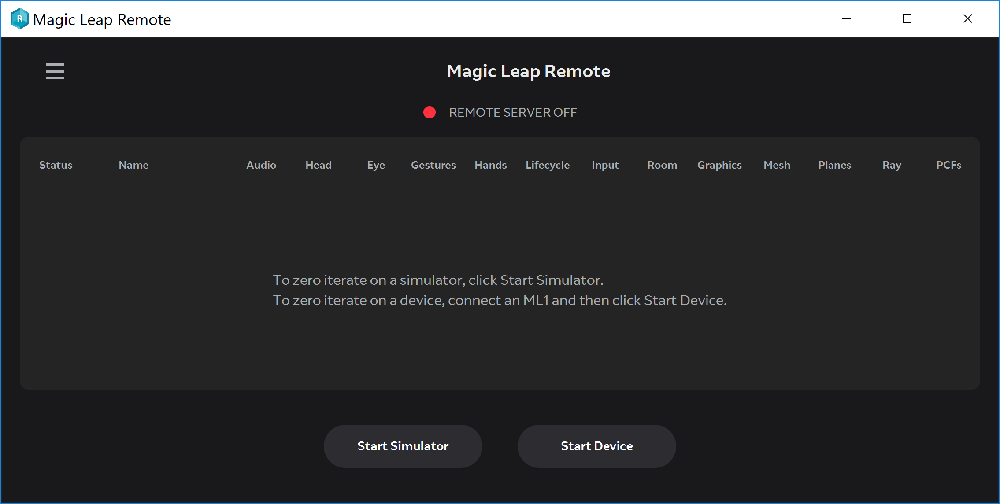 R Magic Leap Remote
Magic Leap Remote
REMOTE SERVER OFF
Status Name Audio Head Eye Gestures Hands Lifecycle Input Room Graphics Mesh Planes Ray PCFs
To zero iterate on a simulator, click Start Simulator.
To zero iterate on a device, connect an ML1 and then click Start Device.
Start Simulator Start Device